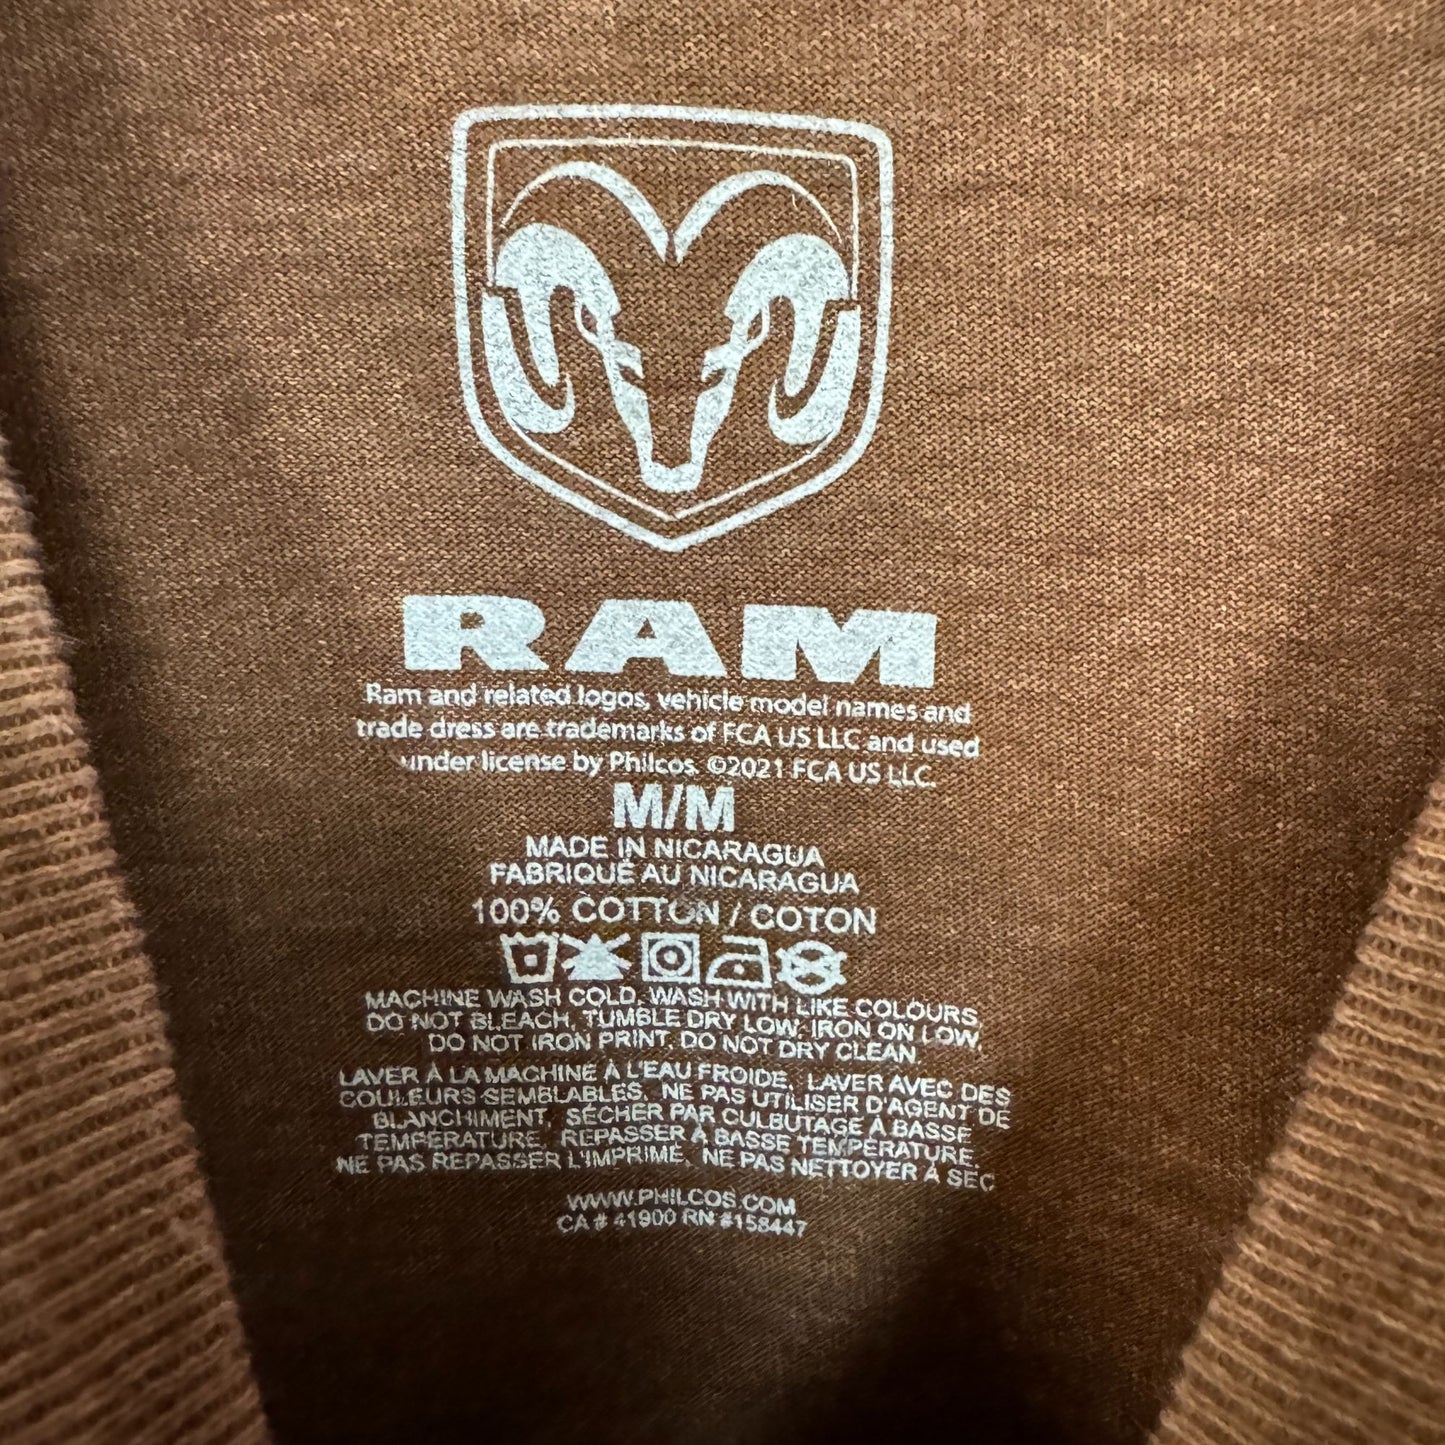 RAM
Ram and related logos, vehicle model names and
trade dress are trademarks of FCA US LLC and used
under license by Philcos. ©2021 FCA US LLC.
M/M
MADE IN NICARAGUA
FABRIQUÉ AU NICARAGUA
100% COTTON / COTON
MACHINE WASH COLD, WASH WITH LIKE COLOURS,
DO NOT BLEACH, TUMBLE DRY LOW, IRON ON LOW,
DO NOT IRON PRINT, DO NOT DRY CLEAN
LAVER À LA MACHINE À L'EAU FROIDE, LAVER AVEC DES
COULEURS SEMBLABLES, NE PAS UTILISER D'AGENT DE
BLANCHIMENT, SÉCHER PAR CULBUTAGE À BASSE
TEMPÉRATURE, REPASSER À BASSE TEMPÉRATURE.
NE PAS REPASSER L'IMPRIMÉ, NE PAS NETTOYER À SEC
WWW.PHILCOS.COM
CA # 41900 RN #158447